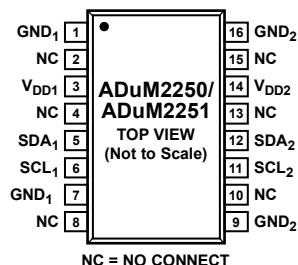 GND₁ 1 16 GND₂
NC 2 15 NC
V_DD1 3 14 V_DD2
NC 4 13 NC
SDA₁ 5 12 SDA₂
SCL₁ 6 11 SCL₂
GND₁ 7 10 NC
NC 8 9 GND₂
ADuM2250/
ADuM2251
TOP VIEW
(Not to Scale)
NC = NO CONNECT